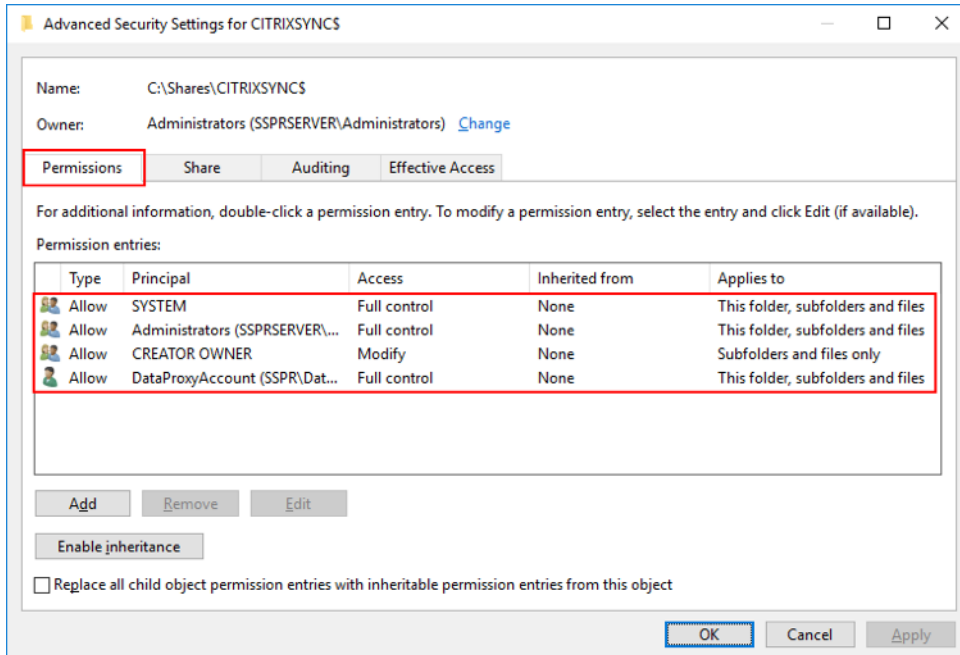 Advanced Security Settings for CITRIXSYNC$
Name: C:\Shares\CITRIXSYNC$
Owner: Administrators (SSPRSERVER\Administrators) Change
Permissions Share Auditing Effective Access
For additional information, double-click a permission entry. To modify a permission entry, select the entry and click Edit (if available).
Permission entries:
Type Principal Access Inherited from Applies to
Allow SYSTEM Full control None This folder, subfolders and files
Allow Administrators (SSPRSERVER\... Full control None This folder, subfolders and files
Allow CREATOR OWNER Modify None Subfolders and files only
Allow DataProxyAccount (SSPR\Dat... Full control None This folder, subfolders and files
Add Remove Edit
Enable inheritance
Replace all child object permission entries with inheritable permission entries from this object
OK Cancel Apply